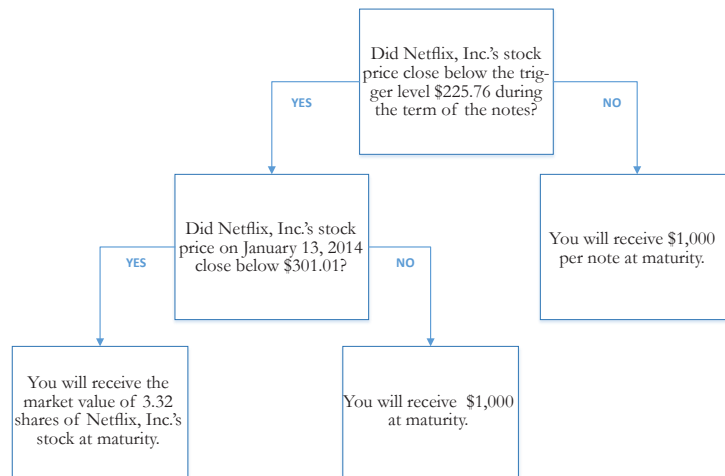 Did Netflix, Inc.'s stock
price close below the trig-
ger level $225.76 during
the term of the notes?
YES
NO
Did Netflix, Inc.'s stock
price on January 13, 2014
close below $301.01?
You will receive $1,000
per note at maturity.
YES
NO
You will receive the
market value of 3.32
shares of Netflix, Inc.'s
stock at maturity.
You will receive $1,000
at maturity.